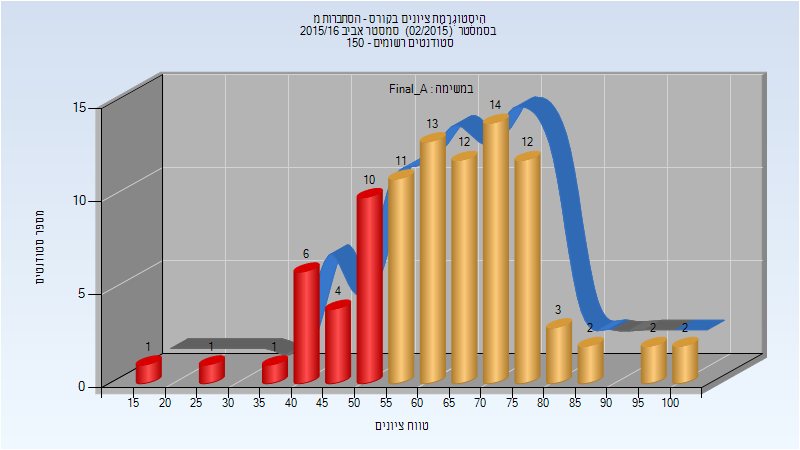 היסטוגרמת ציונים בקורס - הסתברות מ
בסמסטר (02/2015) סמסטר אביב 2015/16
סטודנטים רשומים - 150
במשימה : Final_A
מספר סטודנטים
15
10
5
0
1
1
1
6
4
10
11
13
12
14
12
3
2
2
2
15 20 25 30 35 40 45 50 55 60 65 70 75 80 85 90 95 100
טווח ציונים